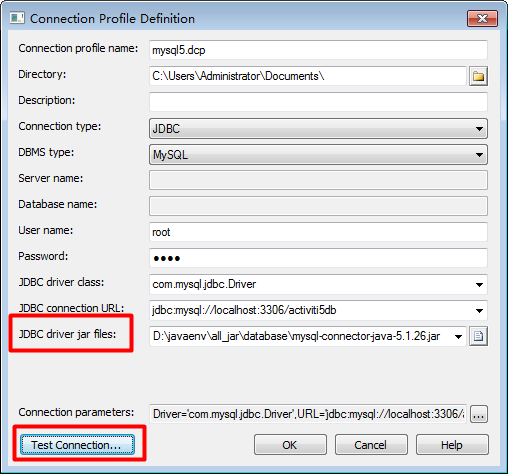 Connection Profile Definition
Connection profile name: mysql5.dcp
Directory: C:\Users\Administrator\Documents\
Description:
Connection type: JDBC
DBMS type: MySQL
Server name:
Database name:
User name: root
Password: ●●●●
JDBC driver class: com.mysql.jdbc.Driver
JDBC connection URL: jdbc:mysql://localhost:3306/activiti5db
JDBC driver jar files: D:\javaenv\all_jar\database\mysql-connector-java-5.1.26.jar
Connection parameters: Driver='com.mysql.jdbc.Driver',URL='jdbc:mysql://localhost:3306/a ...
Test Connection... OK Cancel Help